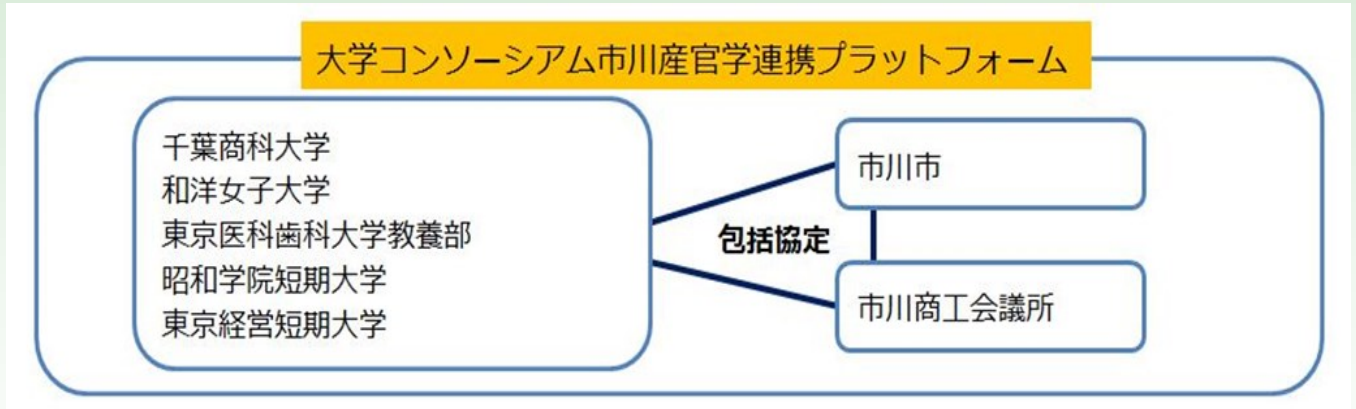 大学コンソーシアム市川産官学連携プラットフォーム
千葉商科大学
和洋女子大学
東京医科歯科大学教養部
昭和学院短期大学
東京経営短期大学
市川市
包括協定
市川商工会議所